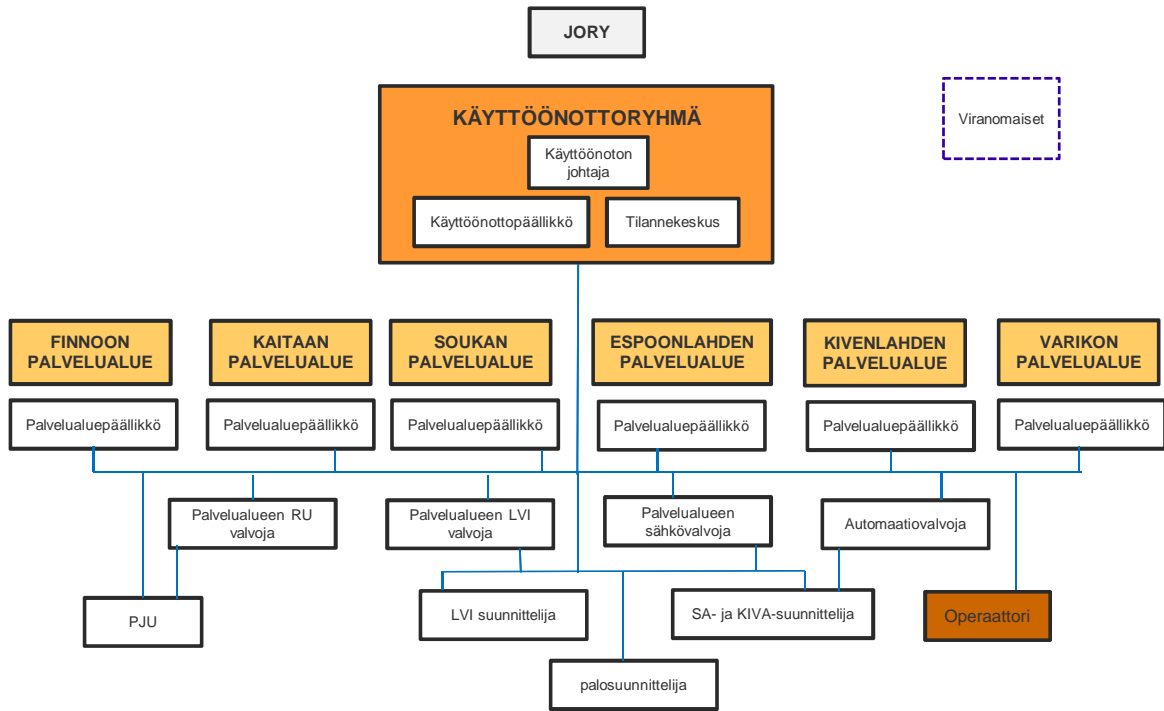 JORY
KÄYTTÖÖNOTTORYHMÄ
Käyttöönoton
johtaja
Käyttöönottopäällikkö
Tilannekeskus
Viranomaiset
FINNOON
PALVELUALUE
KAITAAN
PALVELUALUE
SOUKAN
PALVELUALUE
ESPOONLAHDEN
PALVELUALUE
KIVENLAHDEN
PALVELUALUE
VARIKON
PALVELUALUE
Palvelualuepäällikkö
Palvelualuepäällikkö
Palvelualuepäällikkö
Palvelualuepäällikkö
Palvelualuepäällikkö
Palvelualuepäällikkö
Palvelualueen RU
valvoja
Palvelualueen LVI
valvoja
Palvelualueen
sähkövalvoja
Automaatiovalvoja
PJU
LVI suunnittelija
SA- ja KIVA-suunnittelija
Operaattori
palosuunnittelija